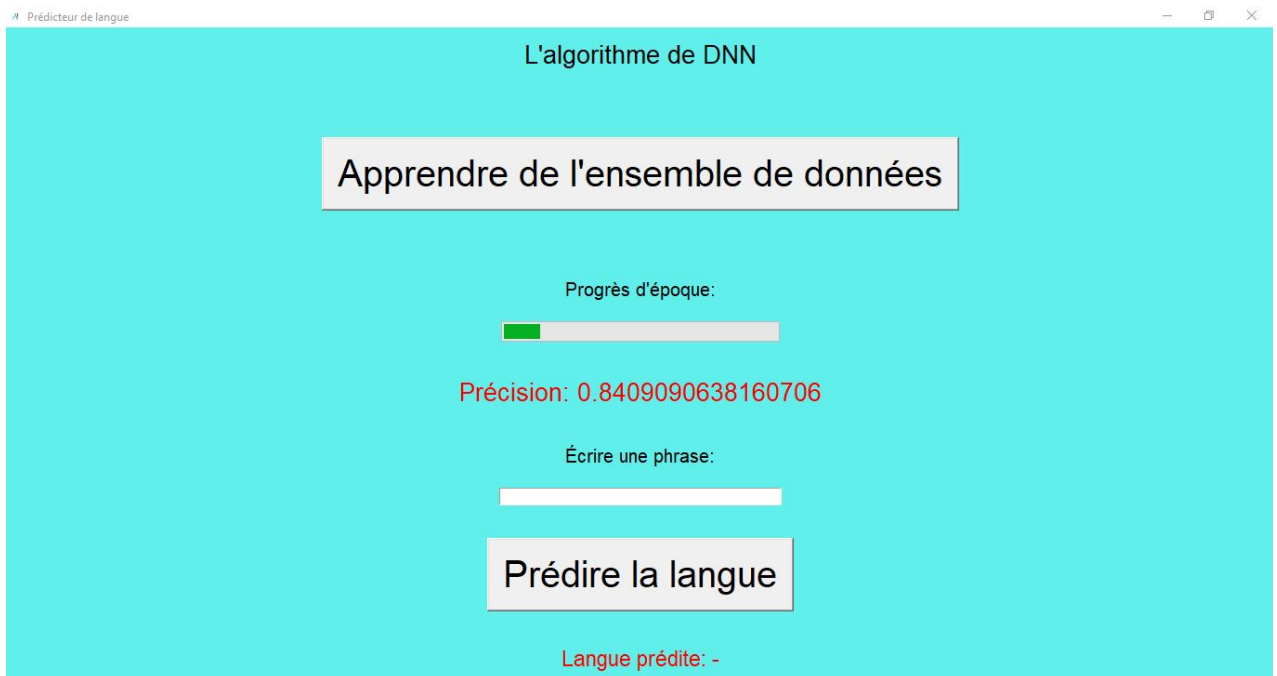 Prédicteur de langue
L'algorithme de DNN
Apprendre de l'ensemble de données
Progrès d'époque:
Précision: 0.8409090638160706
Écrire une phrase:
Prédire la langue
Langue prédite: -